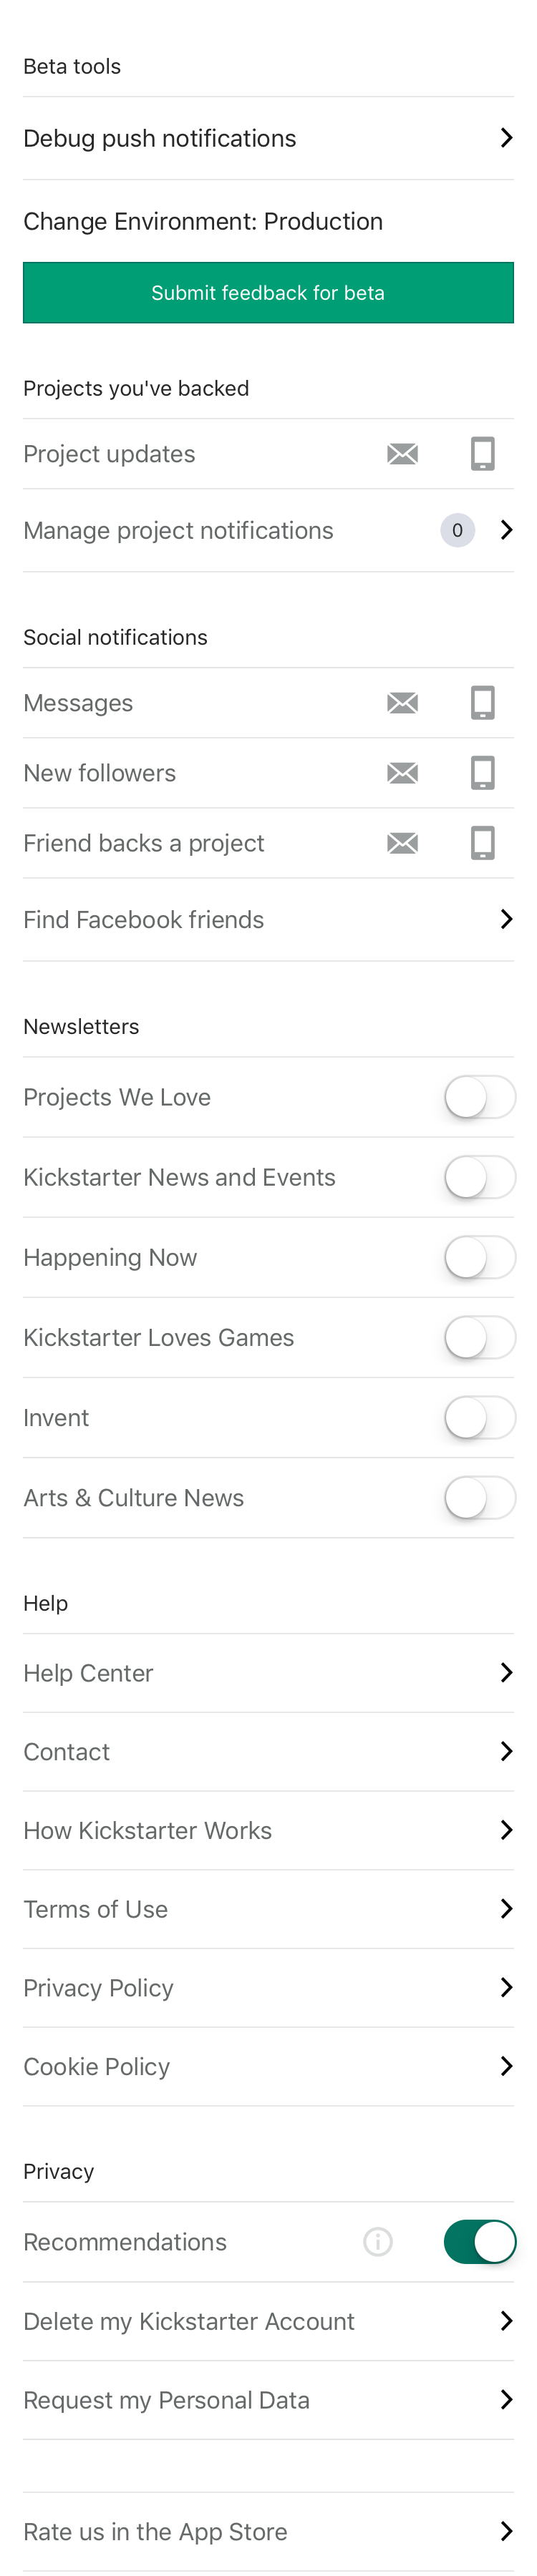 Beta tools
Debug push notifications
Change Environment: Production
Submit feedback for beta
Projects you've backed
Project updates
Manage project notifications 0
Social notifications
Messages
New followers
Friend backs a project
Find Facebook friends
Newsletters
Projects We Love
Kickstarter News and Events
Happening Now
Kickstarter Loves Games
Invent
Arts & Culture News
Help
Help Center
Contact
How Kickstarter Works
Terms of Use
Privacy Policy
Cookie Policy
Privacy
Recommendations
Delete my Kickstarter Account
Request my Personal Data
Rate us in the App Store